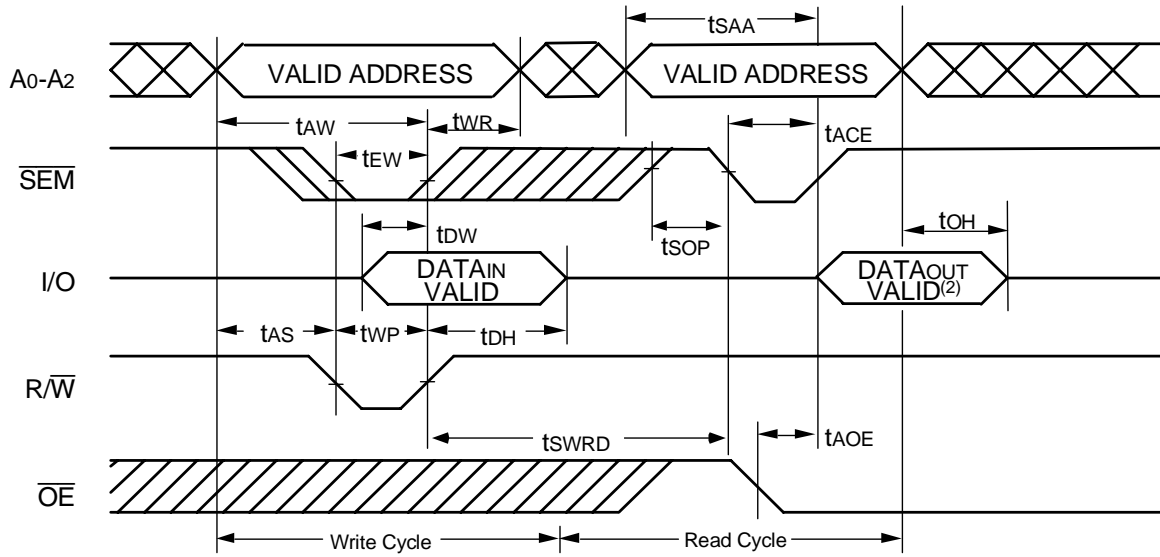 tSAA
A0-A2
VALID ADDRESS
VALID ADDRESS
tAW
tWR
tACE
tEW
SEM
tDW
tSOP
tOH
I/O
DATAIN
VALID
DATAOUT
VALID(2)
tAS
tWP
tDH
R/W
tSWRD
tAOE
OE
Write Cycle
Read Cycle